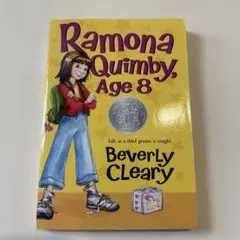 Ramona
Quimby,
Age 8
Life as a third grader is tough!
Beverly
Cleary